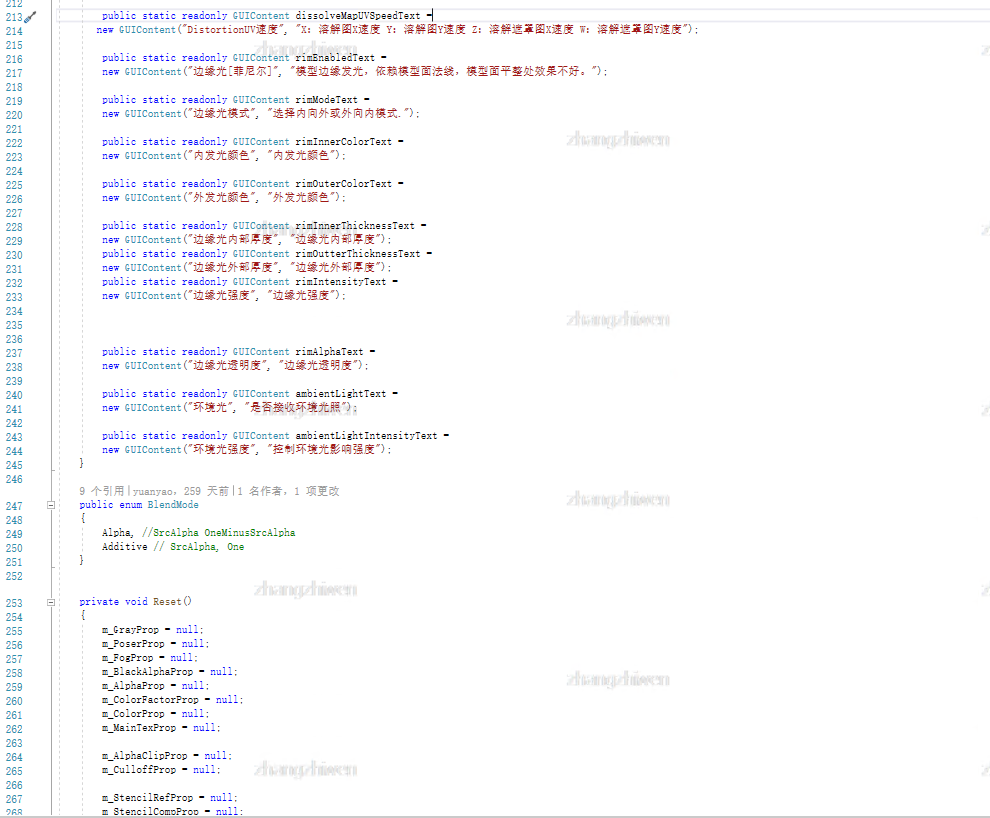 212
213 public static readonly GUIContent dissolveMapUVSpeedText =
214 new GUIContent("DistortionUV速度", "X: 溶解图X速度 Y: 溶解图Y速度 Z: 溶解遮罩图X速度 W: 溶解遮罩图Y速度");
215
216 public static readonly GUIContent rimEnabledText =
217 new GUIContent("边缘光[菲尼尔]", "模型边缘发光，依赖模型面法线，模型面平整处效果不好。");
218
219 public static readonly GUIContent rimModeText =
220 new GUIContent("边缘光模式", "选择内向外或外向内模式.");
221
222 public static readonly GUIContent rimInnerColorText =
223 new GUIContent("内发光颜色", "内发光颜色");
224
225 public static readonly GUIContent rimOuterColorText =
226 new GUIContent("外发光颜色", "外发光颜色");
227
228 public static readonly GUIContent rimInnerThicknessText =
229 new GUIContent("边缘光内部厚度", "边缘光内部厚度");
230 public static readonly GUIContent rimOutterThicknessText =
231 new GUIContent("边缘光外部厚度", "边缘光外部厚度");
232 public static readonly GUIContent rimIntensityText =
233 new GUIContent("边缘光强度", "边缘光强度");
234
235
236
237 public static readonly GUIContent rimAlphaText =
238 new GUIContent("边缘光透明度", "边缘光透明度");
239
240 public static readonly GUIContent ambientLightText =
241 new GUIContent("环境光", "是否接收环境光照");
242
243 public static readonly GUIContent ambientLightIntensityText =
244 new GUIContent("环境光强度", "控制环境光影响强度");
245 }
246
9 个引用|yuanyao，259 天前|1 名作者，1 项更改
247 public enum BlendMode
248 {
249 Alpha, //SrcAlpha OneMinusSrcAlpha
250 Additive // SrcAlpha, One
251 }
252
253 private void Reset()
254 {
255 m_GrayProp = null;
256 m_PoserProp = null;
257 m_FogProp = null;
258 m_BlackAlphaProp = null;
259 m_AlphaProp = null;
260 m_ColorFactorProp = null;
261 m_ColorProp = null;
262 m_MainTexProp = null;
263
264 m_AlphaClipProp = null;
265 m_CulloffProp = null;
266
267 m_StencilRefProp = null;
268 m_StencilCompProp = null;
zhangzhiwen
zhangzhiwen
zhangzhiwen
zhangzhiwen
zhangzhiwen
zhangzhiwen
zhangzhiwen
zhangzhiwen
zhangzhiwen